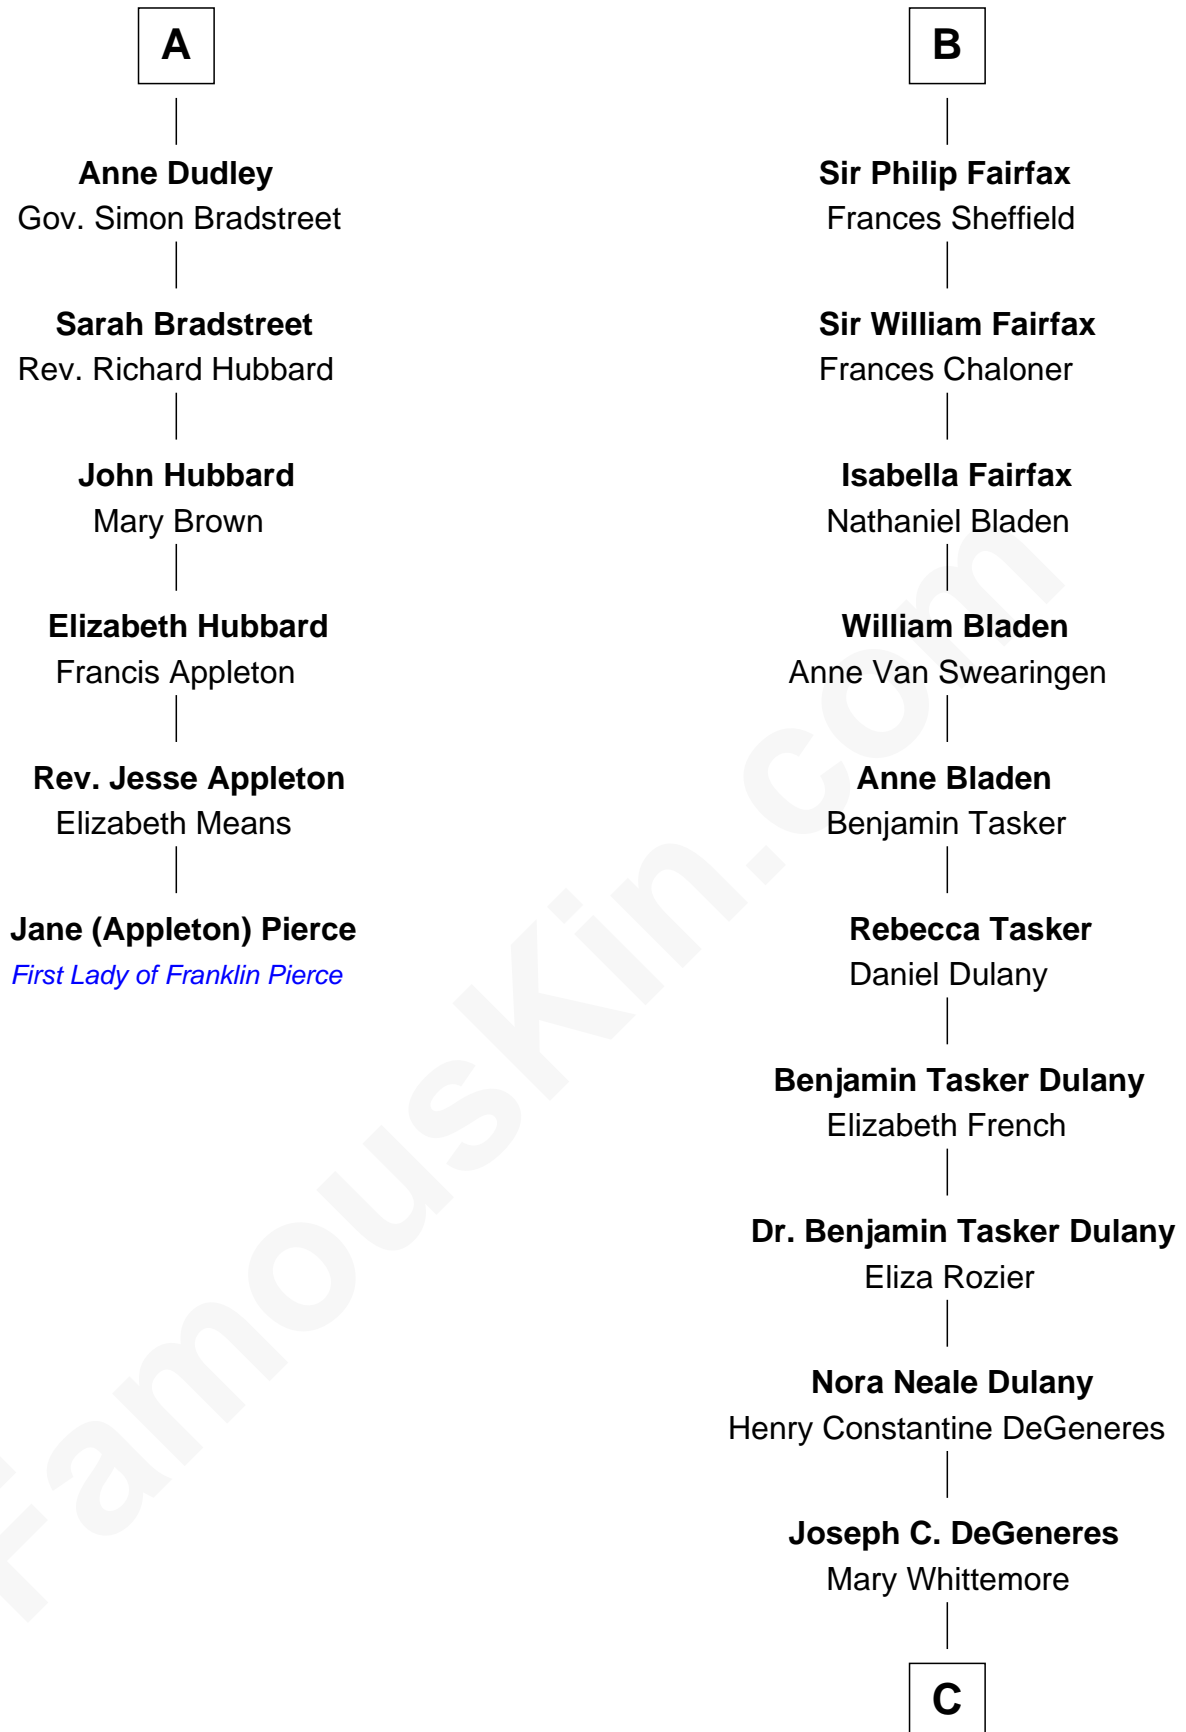 A
Anne Dudley
Gov. Simon Bradstreet
Sarah Bradstreet
Rev. Richard Hubbard
John Hubbard
Mary Brown
Elizabeth Hubbard
Francis Appleton
Rev. Jesse Appleton
Elizabeth Means
Jane (Appleton) Pierce
First Lady of Franklin Pierce
B
Sir Philip Fairfax
Frances Sheffield
Sir William Fairfax
Frances Chaloner
Isabella Fairfax
Nathaniel Bladen
William Bladen
Anne Van Swearingen
Anne Bladen
Benjamin Tasker
Rebecca Tasker
Daniel Dulany
Benjamin Tasker Dulany
Elizabeth French
Dr. Benjamin Tasker Dulany
Eliza Rozier
Nora Neale Dulany
Henry Constantine DeGeneres
Joseph C. DeGeneres
Mary Whittemore
C
FamousKin.com